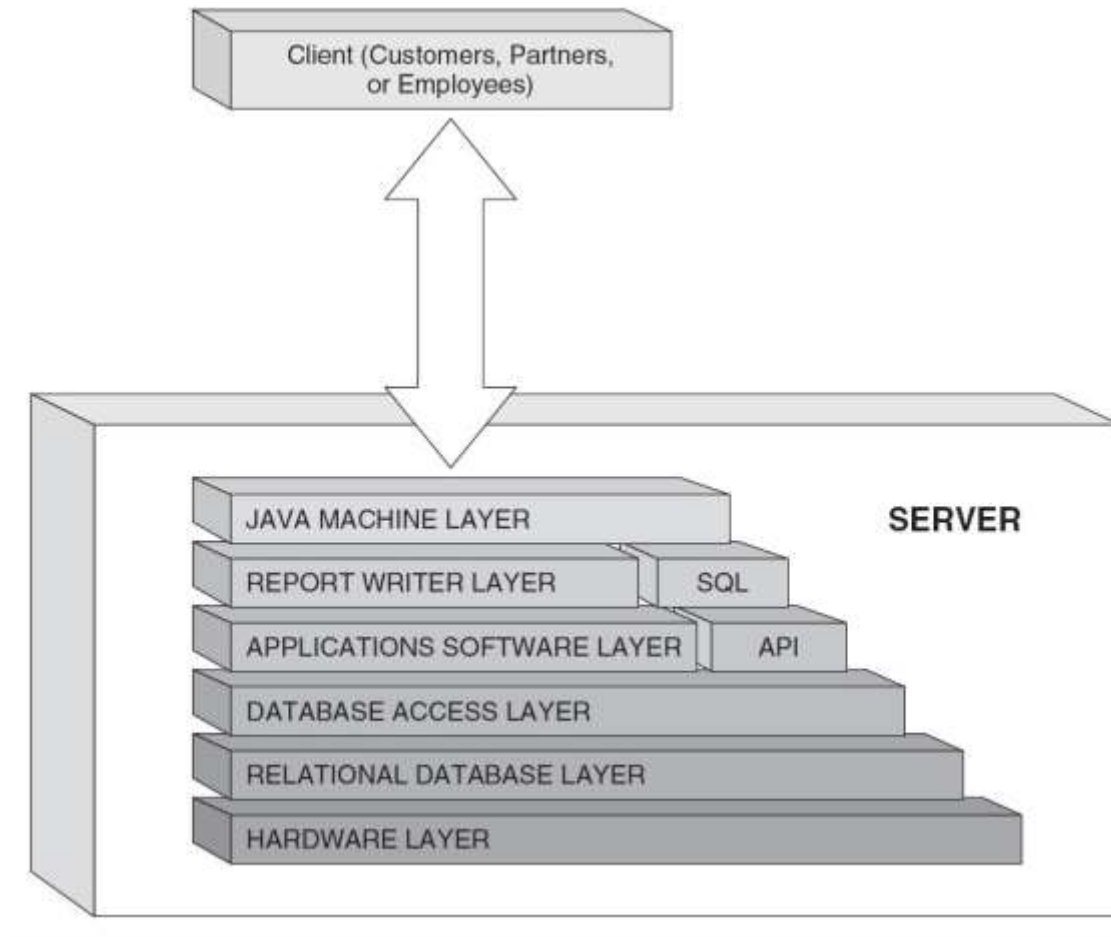 Client (Customers, Partners,
or Employees)
SERVER
JAVA MACHINE LAYER
REPORT WRITER LAYER
SQL
APPLICATIONS SOFTWARE LAYER
API
DATABASE ACCESS LAYER
RELATIONAL DATABASE LAYER
HARDWARE LAYER